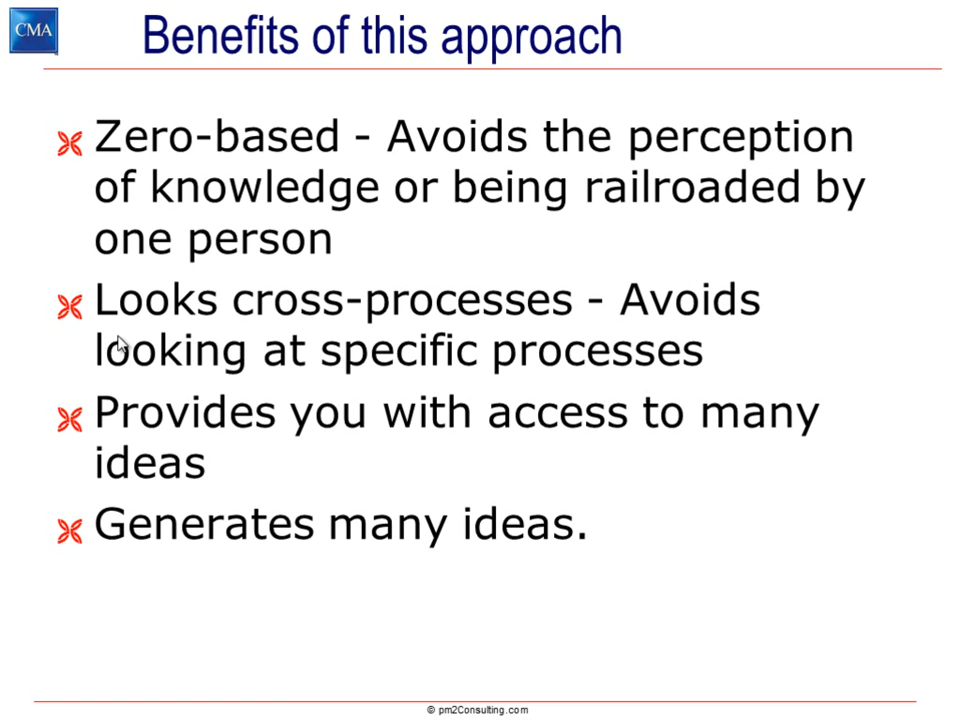 CMA
Benefits of this approach
Zero-based - Avoids the perception
of knowledge or being railroaded by
one person
Looks cross-processes - Avoids
looking at specific processes
Provides you with access to many
ideas
Generates many ideas.
© pm2Consulting.com